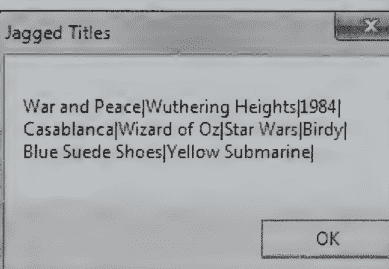 Jagged Titles
X
War and Peace|Wuthering Heights|1984|
Casablanca|Wizard of Oz|Star Wars|Birdy|
Blue Suede Shoes|Yellow Submarine|
OK